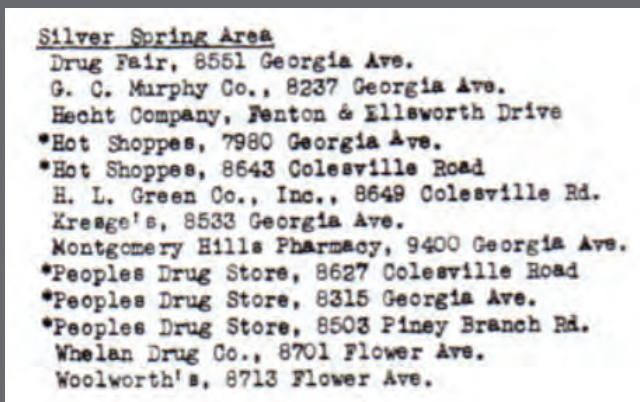 Silver Spring Area
Drug Fair, 8551 Georgia Ave.
G. C. Murphy Co., 8237 Georgia Ave.
Hecht Company, Fenton & Ellsworth Drive
*Hot Shoppes, 7980 Georgia Ave.
*Hot Shoppes, 8643 Colesville Road
H. L. Green Co., Inc., 8649 Colesville Rd.
Kresge's, 8533 Georgia Ave.
Montgomery Hills Pharmacy, 9400 Georgia Ave.
*Peoples Drug Store, 8627 Colesville Road
*Peoples Drug Store, 8315 Georgia Ave.
*Peoples Drug Store, 8503 Piney Branch Rd.
Whelan Drug Co., 8701 Flower Ave.
Woolworth's, 8713 Flower Ave.